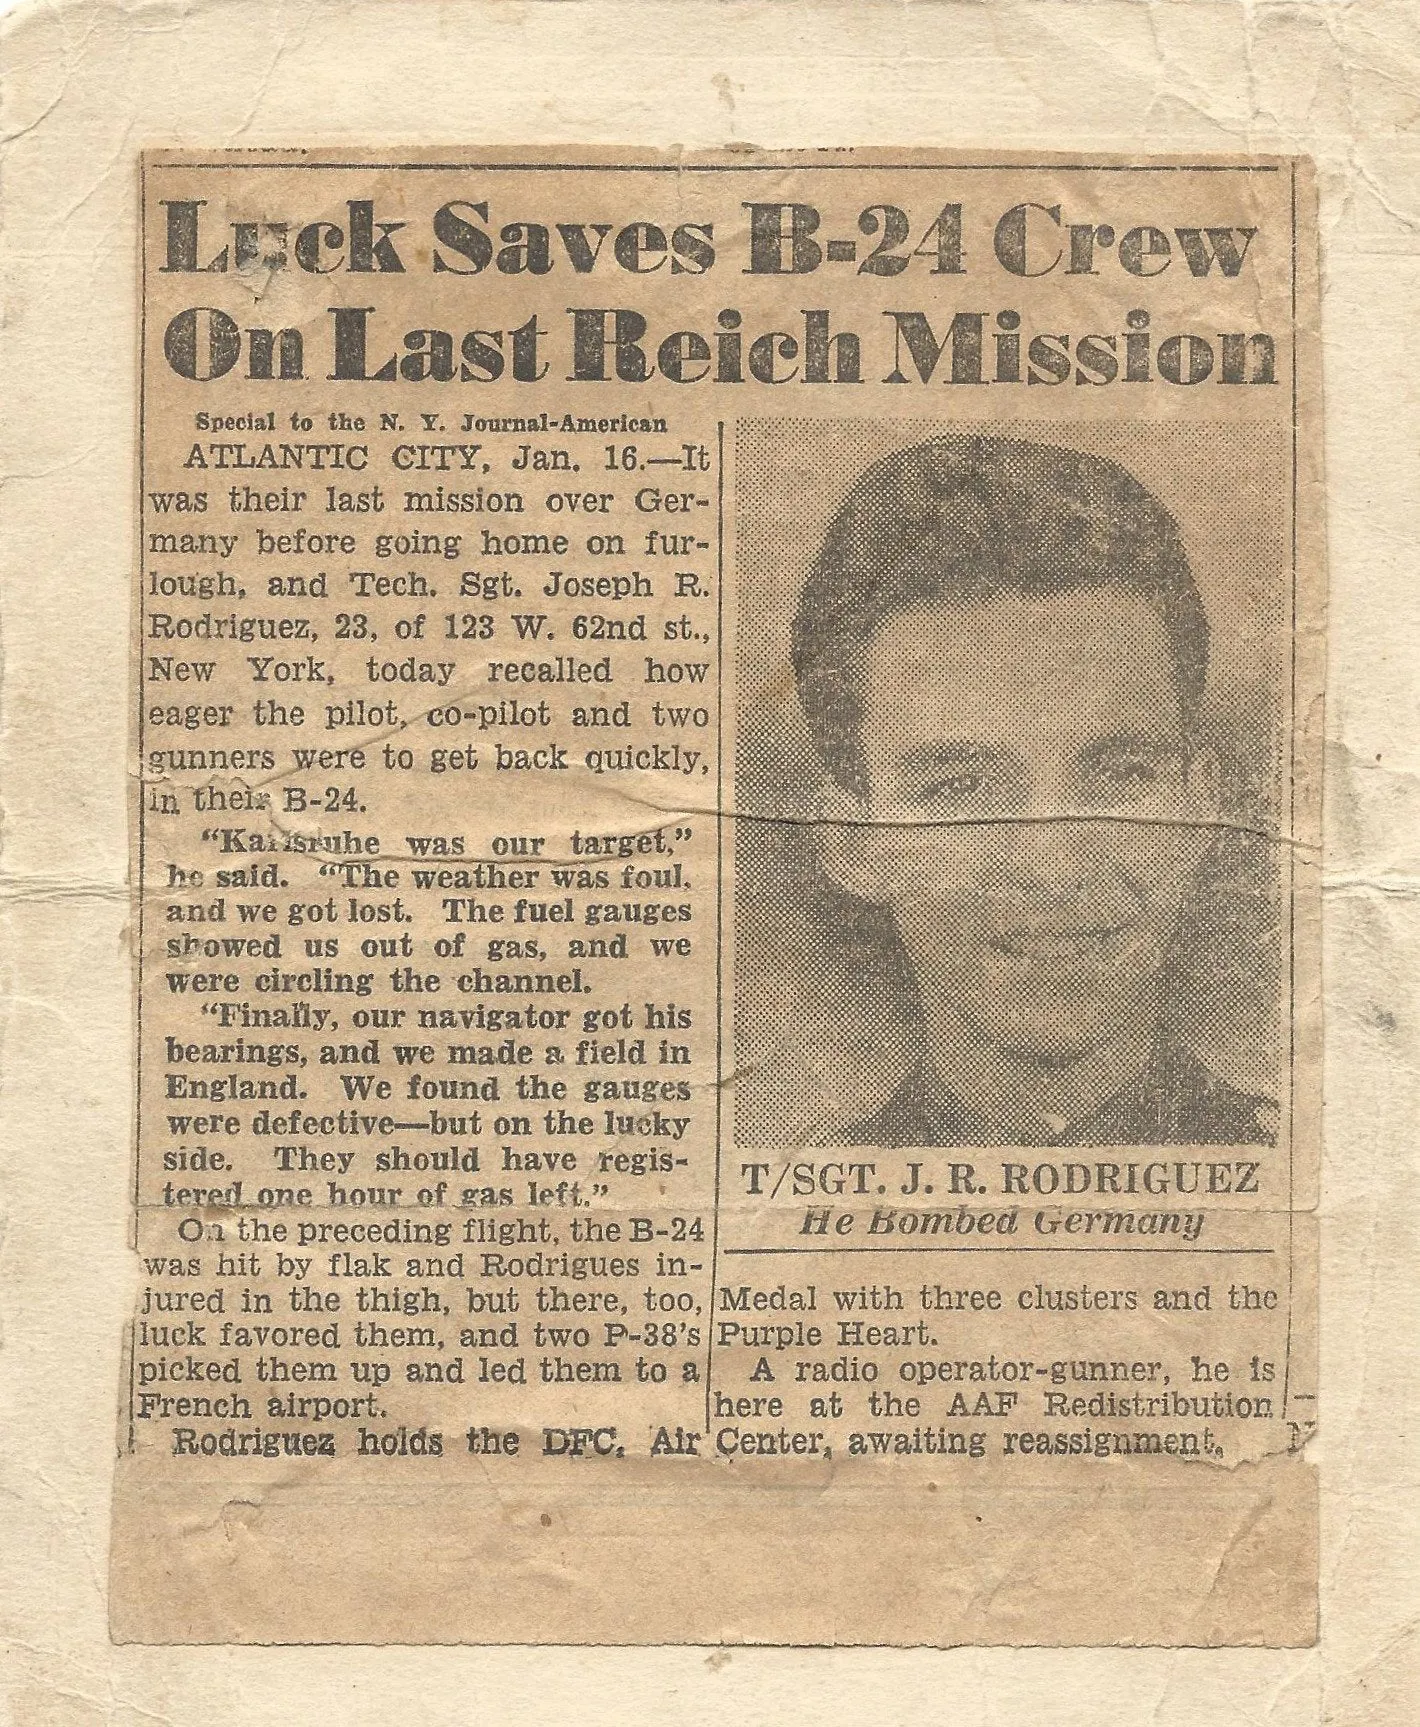 Luck Saves B-24 Crew
On Last Reich Mission
Special to the N. Y. Journal-American
ATLANTIC CITY, Jan. 16.—It
was their last mission over Ger-
many before going home on fur-
lough, and Tech. Sgt. Joseph R.
Rodriguez, 23, of 123 W. 62nd st.,
New York, today recalled how
eager the pilot, co-pilot and two
gunners were to get back quickly,
in their B-24.
“Karlsruhe was our target,”
he said. “The weather was foul,
and we got lost. The fuel gauges
showed us out of gas, and we
were circling the channel.
“Finally, our navigator got his
bearings, and we made a field in
England. We found the gauges
were defective—but on the lucky
side. They should have regis-
tered one hour of gas left.”
On the preceding flight, the B-24
was hit by flak and Rodrigues in-
jured in the thigh, but there, too,
luck favored them, and two P-38's
picked them up and led them to a
French airport.
Rodriguez holds the DFC, Air
T/SGT. J. R. RODRIGUEZ
He Bombed Germany
Medal with three clusters and the
Purple Heart.
A radio operator-gunner, he is
here at the AAF Redistribution
Center, awaiting reassignment.